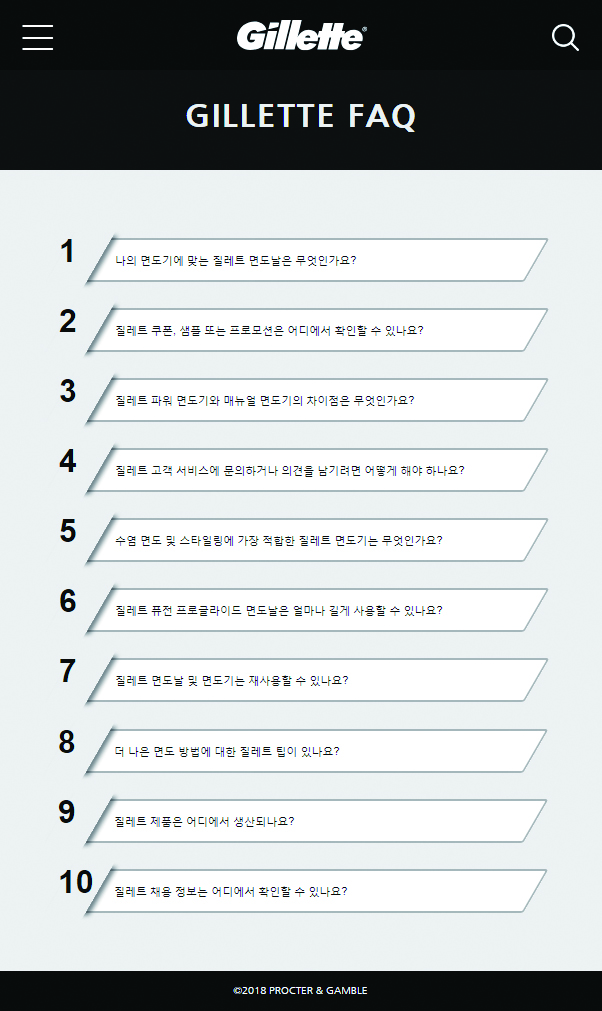 Gillette®
GILLETTE FAQ
1 나의 면도기에 맞는 질레트 면도날은 무엇인가요?
2 질레트 쿠폰, 샘플 또는 프로모션은 어디에서 확인할 수 있나요?
3 질레트 파워 면도기와 매뉴얼 면도기의 차이점은 무엇인가요?
4 질레트 고객 서비스에 문의하거나 의견을 남기려면 어떻게 해야 하나요?
5 수염 면도 및 스타일링에 가장 적합한 질레트 면도기는 무엇인가요?
6 질레트 퓨전 프로글라이드 면도날은 얼마나 길게 사용할 수 있나요?
7 질레트 면도날 및 면도기는 재사용할 수 있나요?
8 더 나은 면도 방법에 대한 질레트 팁이 있나요?
9 질레트 제품은 어디에서 생산되나요?
10 질레트 채용 정보는 어디에서 확인할 수 있나요?
©2018 PROCTER & GAMBLE